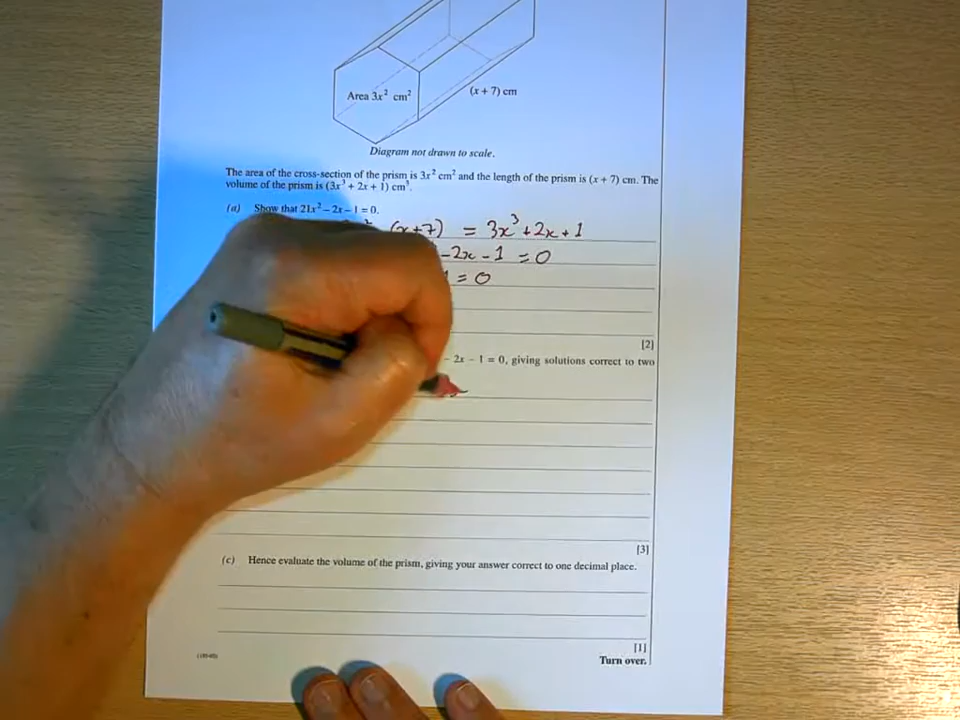 Area 3x² cm²
(x + 7) cm
Diagram not drawn to scale.
The area of the cross-section of the prism is 3x² cm² and the length of the prism is (x + 7) cm. The
volume of the prism is (3x³ + 2x + 1) cm³.
(a) Show that 21x² − 2x − 1 = 0.
(x+7) = 3x³ + 2x + 1
− 2x − 1 = 0
= 0
[2]
− 2x − 1 = 0, giving solutions correct to two
[3]
(c) Hence evaluate the volume of the prism, giving your answer correct to one decimal place.
[1]
Turn over.